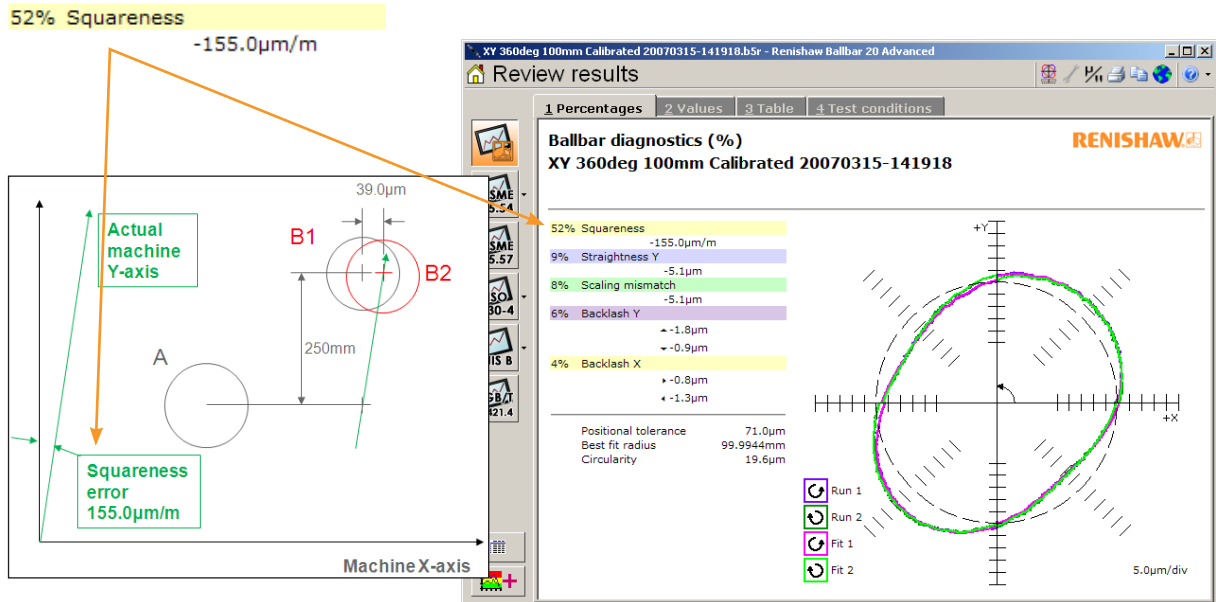 52% Squareness
-155.0µm/m
XY 360deg 100mm Calibrated 20070315-141918.b5r - Renishaw Ballbar 20 Advanced
Review results
1 Percentages
2 Values
3 Table
4 Test conditions
Ballbar diagnostics (%)
XY 360deg 100mm Calibrated 20070315-141918
RENISHAW
52% Squareness
-155.0µm/m
9% Straightness Y
-5.1µm
8% Scaling mismatch
-5.1µm
6% Backlash Y
-1.8µm
-0.9µm
4% Backlash X
-0.8µm
-1.3µm
Positional tolerance 71.0µm
Best fit radius 99.9944mm
Circularity 19.6µm
+Y
+X
Run 1
Run 2
Fit 1
Fit 2
5.0µm/div
39.0µm
Actual
machine
Y-axis
B1
B2
A
250mm
Squareness
error
155.0µm/m
Machine X-axis